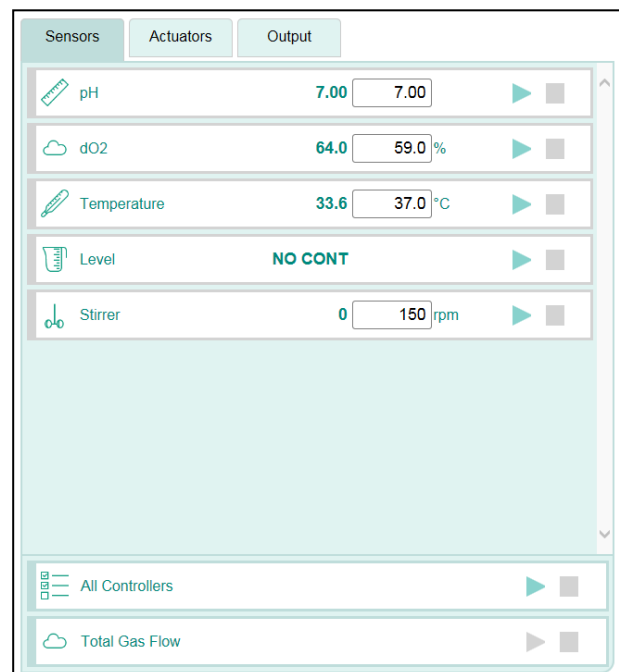 Sensors Actuators Output
pH 7.00 7.00
dO2 64.0 59.0 %
Temperature 33.6 37.0 °C
Level NO CONT
Stirrer 0 150 rpm
All Controllers
Total Gas Flow